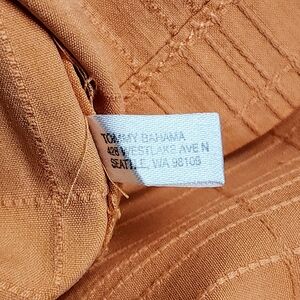 TOMMY BAHAMA
428 WESTLAKE AVE N
SEATTLE, WA 98109